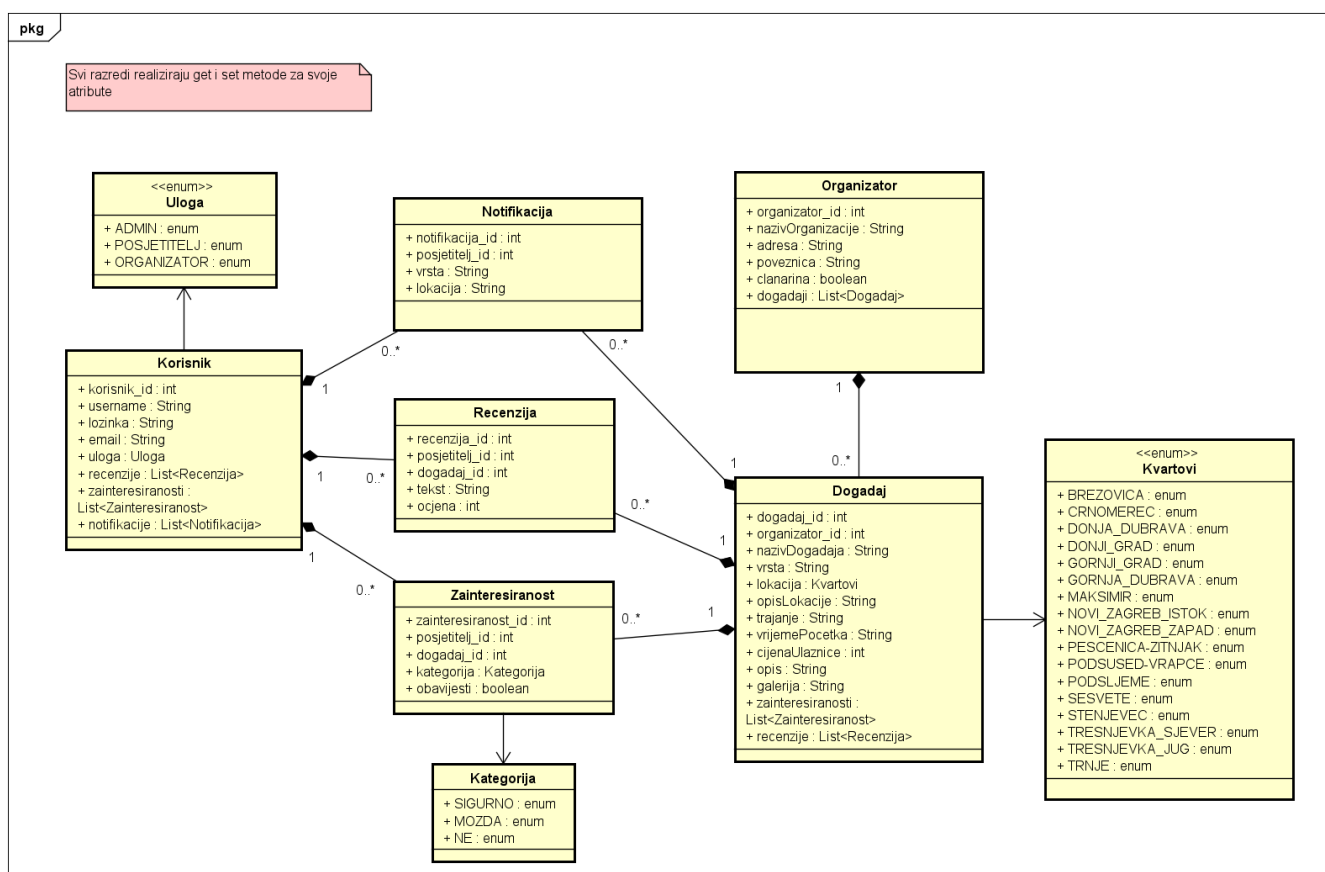 pkg
Svi razredi realiziraju get i set metode za svoje
atribute
<<enum>>
Uloga
+ ADMIN : enum
+ POSJETITELJ : enum
+ ORGANIZATOR : enum
Notifikacija
+ notifikacija_id : int
+ posjetitelj_id : int
+ vrsta : String
+ lokacija : String
Organizator
+ organizator_id : int
+ nazivOrganizacije : String
+ adresa : String
+ poveznica : String
+ clanarina : boolean
+ dogadaji : List<Dogadaj>
Korisnik
+ korisnik_id : int
+ username : String
+ lozinka : String
+ email : String
+ uloga : Uloga
+ recenzije : List<Recenzija>
+ zainteresiranosti :
List<Zainteresiranost>
+ notifikacije : List<Notifikacija>
0..*
1
0..*
1
Recenzija
+ recenzija_id : int
+ posjetitelj_id : int
+ događaj_id : int
+ tekst : String
+ ocjena : int
1
0..*
0..*
1
0..*
1
1
0..*
Zainteresiranost
+ zainteresiranost_id : int
+ posjetitelj_id : int
+ događaj_id : int
+ kategorija : Kategorija
+ obavijesti : boolean
0..*
1
Događaj
+ događaj_id : int
+ organizator_id : int
+ nazivDogadaja : String
+ vrsta : String
+ lokacija : Kvartovi
+ opisLokacije : String
+ trajanje : String
+ vrijemePocetka : String
+ cijenaUlaznice : int
+ opis : String
+ galerija : String
+ zainteresiranosti :
List<Zainteresiranost>
+ recenzije : List<Recenzija>
<<enum>>
Kvartovi
+ BREZOVICA : enum
+ CRNOMEREC : enum
+ DONJA_DUBRAVA : enum
+ DONJI_GRAD : enum
+ GORNJI_GRAD : enum
+ GORNJA_DUBRAVA : enum
+ MAKSIMIR : enum
+ NOVI_ZAGREB_ISTOK : enum
+ NOVI_ZAGREB_ZAPAD : enum
+ PESCENICA-ZITNJAK : enum
+ PODSUSED-VRAPCE : enum
+ PODSLJEME : enum
+ SESVETE : enum
+ STENJEVEC : enum
+ TRESNJEVKA_SJEVER : enum
+ TRESNJEVKA_JUG : enum
+ TRNJE : enum
Kategorija
+ SIGURNO : enum
+ MOZDA : enum
+ NE : enum